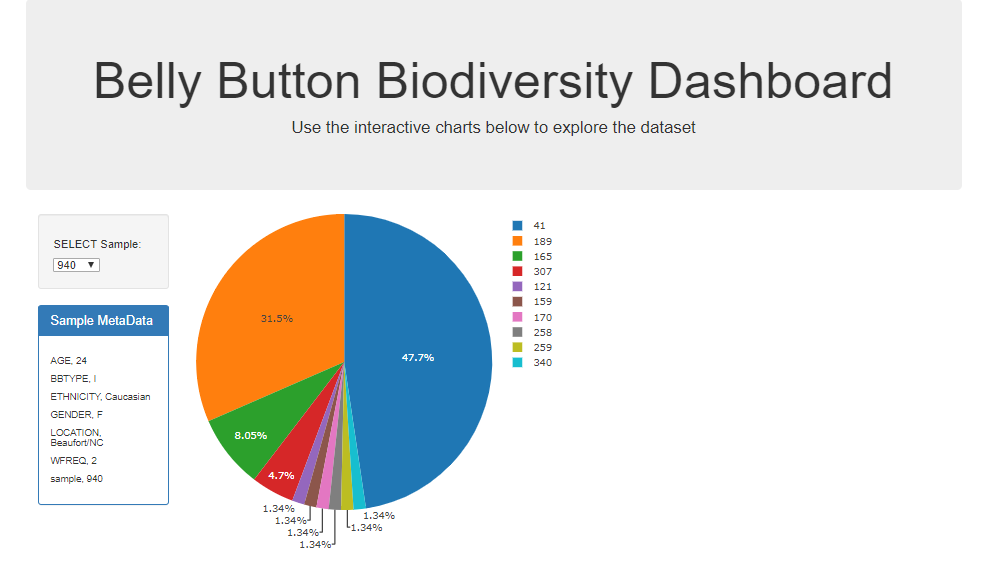 Belly Button Biodiversity Dashboard
Use the interactive charts below to explore the dataset
SELECT Sample:
940
Sample MetaData
AGE, 24
BBTYPE, I
ETHNICITY, Caucasian
GENDER, F
LOCATION,
Beaufort/NC
WFREQ, 2
sample, 940
31.5%
47.7%
8.05%
4.7%
1.34%
1.34%
1.34%
1.34%
1.34%
1.34%
41
189
165
307
121
159
170
258
259
340